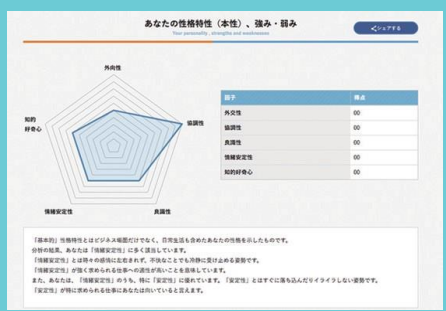 あなたの性格特性（本性）、強み・弱み
Your personality , strengths and weaknesses
シェアする
外向性
協調性
良識性
情緒安定性
知的
好奇心
因子 得点
外交性 00
協調性 00
良識性 00
情緒安定性 00
知的好奇心 00
「基本的」性格特性とはビジネス場面だけでなく、日常生活も含めたあなたの性格を示したものです。
分析の結果、あなたは「情緒安定性」に多く該当しています。
「情緒安定性」とは時々の感情に左右されず、不快なことでも冷静に受け止める姿勢です。
「情緒安定性」が強く求められる仕事への適性が高いことを意味しています。
また、あなたは、「情緒安定性」のうち、特に「安定性」に優れています。「安定性」とはすぐに落ち込んだりイライラしない姿勢です。
「安定性」が特に求められる仕事にあなたは向いていると言えます。